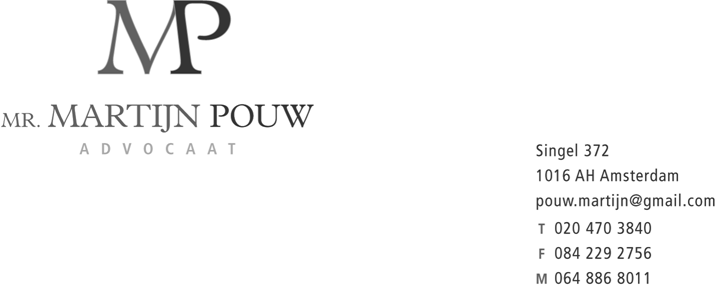 MP
MR. MARTIJN POUW
ADVOCAAT
Singel 372
1016 AH Amsterdam
pouw.martijn@gmail.com
T 020 470 3840
F 084 229 2756
M 064 886 8011